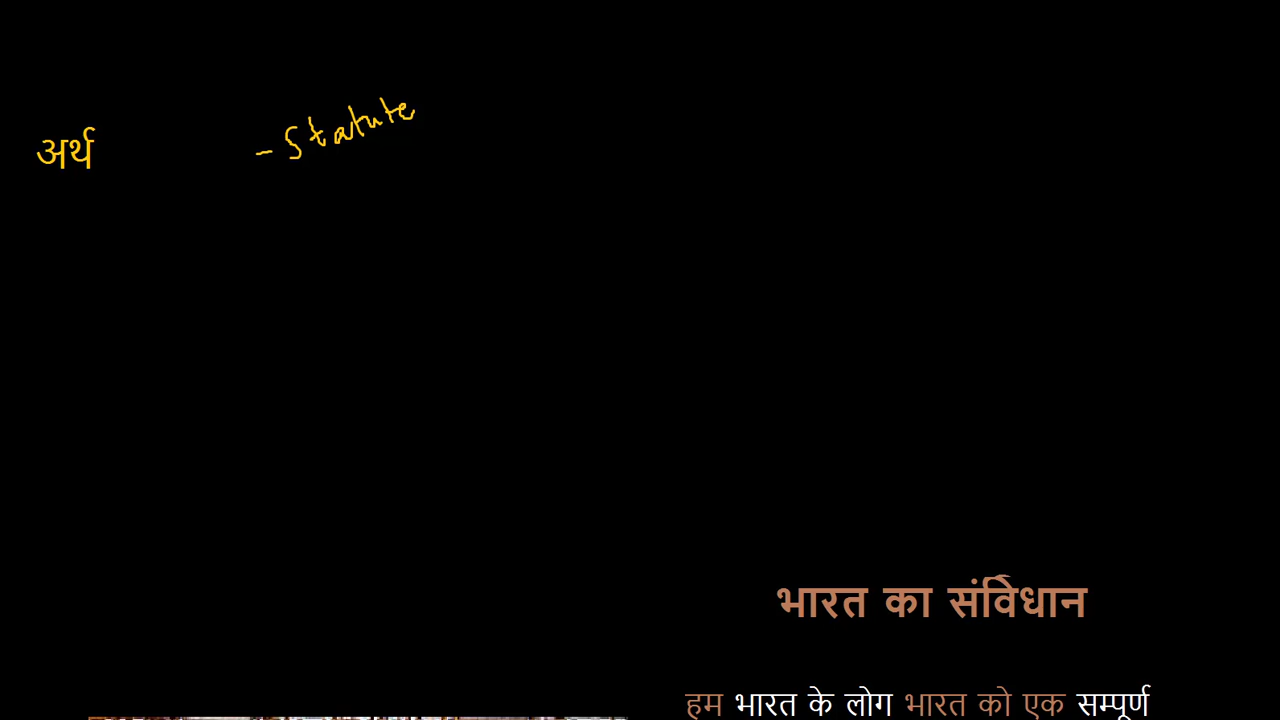 अर्थ - Statute
भारत का संविधान
हम भारत के लोग भारत को एक सम्पूर्ण